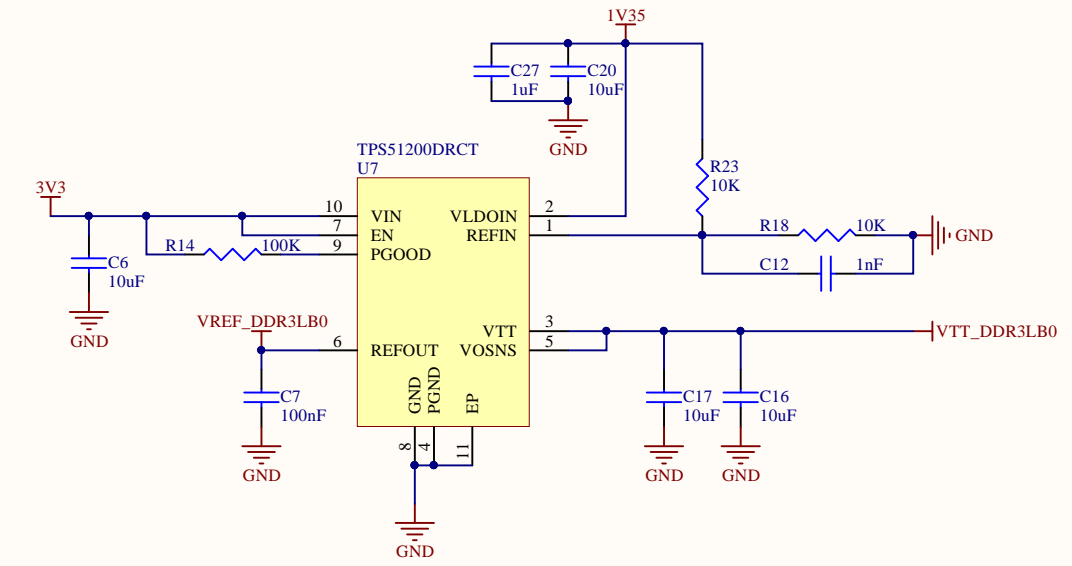 1V35
C27
1uF
C20
10uF
GND
TPS51200DRCT
U7
R23
10K
3V3
10
VIN
VLDOIN
2
7
EN
REFIN
1
R18
10K
GND
R14
100K
9
PGOOD
C6
10uF
C12
1nF
GND
VREF_DDR3LB0
VTT
3
VTT_DDR3LB0
6
REFOUT
VOSNS
5
C7
100nF
GND
PGND
EP
C17
10uF
C16
10uF
8
4
11
GND
GND
GND
GND